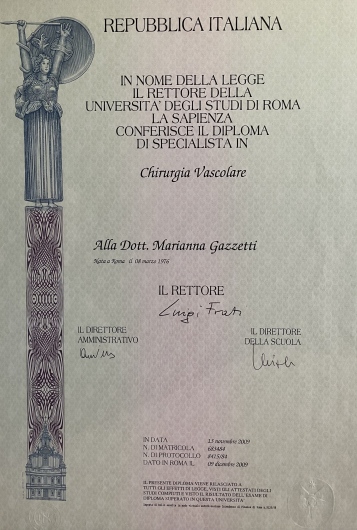 REPUBBLICA ITALIANA
IN NOME DELLA LEGGE
IL RETTORE DELLA
UNIVERSITA' DEGLI STUDI DI ROMA
LA SAPIENZA
CONFERISCE IL DIPLOMA
DI SPECIALISTA IN
Chirurgia Vascolare
Alla Dott. Marianna Gazzetti
Nata a Roma il 08 marzo 1976
IL RETTORE
Luigi Frati
IL DIRETTORE
AMMINISTRATIVO
IL DIRETTORE
DELLA SCUOLA
IN DATA 13 novembre 2009
N. DI MATRICOLA 683484
N. DI PROTOCOLLO
DATO IN ROMA IL 09 dicembre 2009
IL PRESENTE DIPLOMA VIENE RILASCIATO A
TUTTI GLI EFFETTI DI LEGGE, VISTI GLI ATTESTATI DEGLI
STUDI COMPIUTI E VISTO IL RISULTATO DELL'ESAME DI
DIPLOMA SUPERATO IN QUESTA UNIVERSITA'